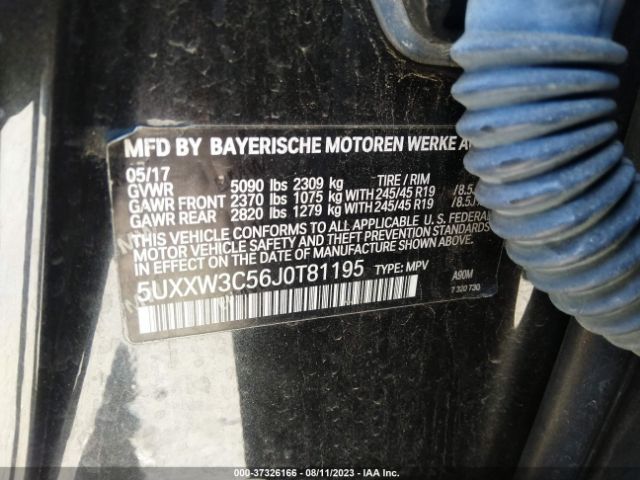 MFD BY BAYERISCHE MOTOREN WERKE A
05/17
GVWR 5090 lbs 2309 kg TIRE / RIM
GAWR FRONT 2370 lbs 1075 kg WITH 245/45 R19 /8.5J
GAWR REAR 2820 lbs 1279 kg WITH 245/45 R19 /8.5J
THIS VEHICLE CONFORMS TO ALL APPLICABLE U. S. FEDERAL
MOTOR VEHICLE SAFETY AND THEFT PREVENTION STANDARDS
IN EFFECT ON THE DATE OF MANUFACTURE SHOWN ABOVE.
5UXXW3C56J0T81195 TYPE: MPV A90M
7 320 730
000-37326166 - 08/11/2023 - IAA Inc.